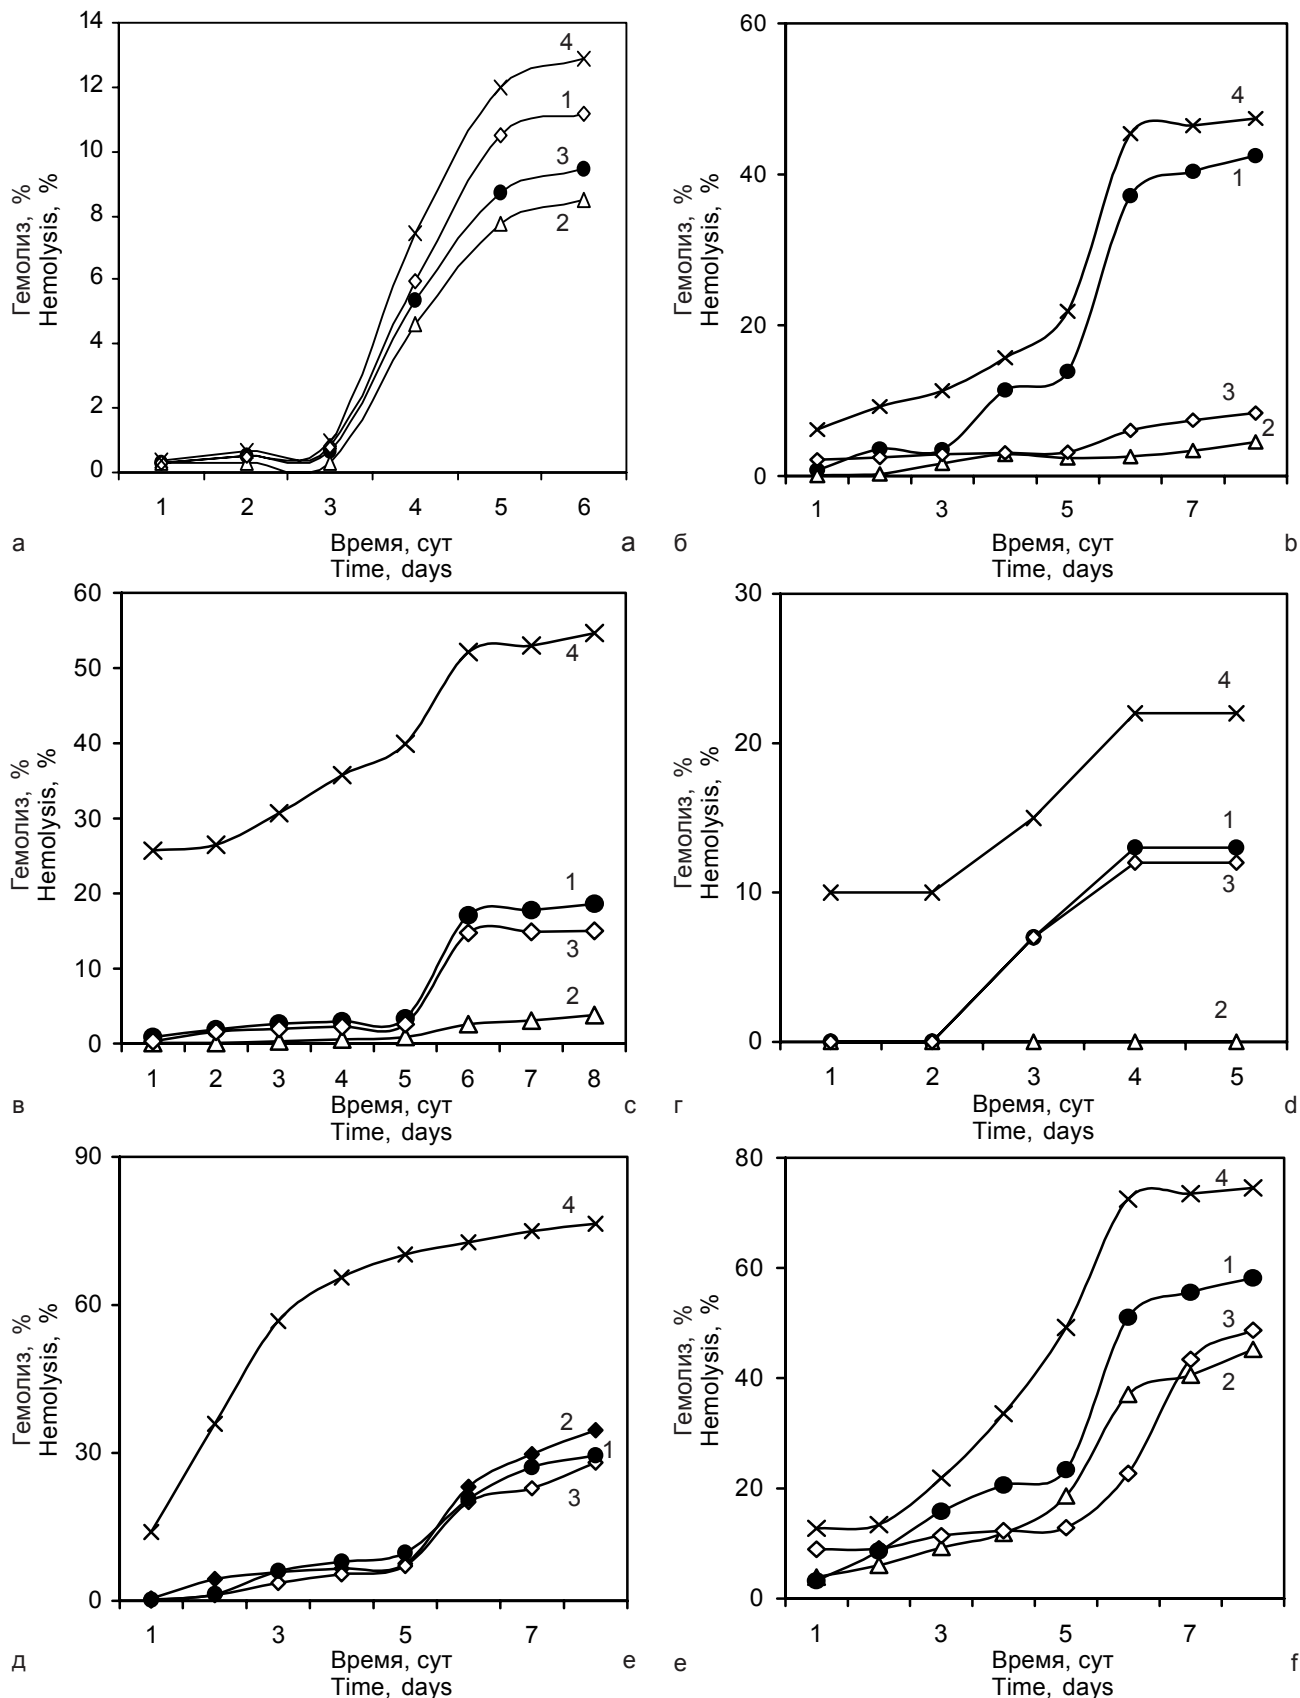 Гемолиз, %
Hemolysis, %
14
12
10
8
6
4
2
0
4
1
3
2
1 2 3 4 5 6
Время, сут
Time, days
а
a
Гемолиз, %
Hemolysis, %
60
40
20
0
4
1
3
2
1 3 5 7
Время, сут
Time, days
б
b
Гемолиз, %
Hemolysis, %
60
50
40
30
20
10
0
4
1
3
2
1 2 3 4 5 6 7 8
Время, сут
Time, days
в
c
Гемолиз, %
Hemolysis, %
30
20
10
0
4
1
3
2
1 2 3 4 5
Время, сут
Time, days
г
d
Гемолиз, %
Hemolysis, %
90
60
30
0
4
2
1
3
1 3 5 7
Время, сут
Time, days
д
e
Гемолиз, %
Hemolysis, %
80
60
40
20
0
4
1
3
2
1 3 5 7
Время, сут
Time, days
е
f